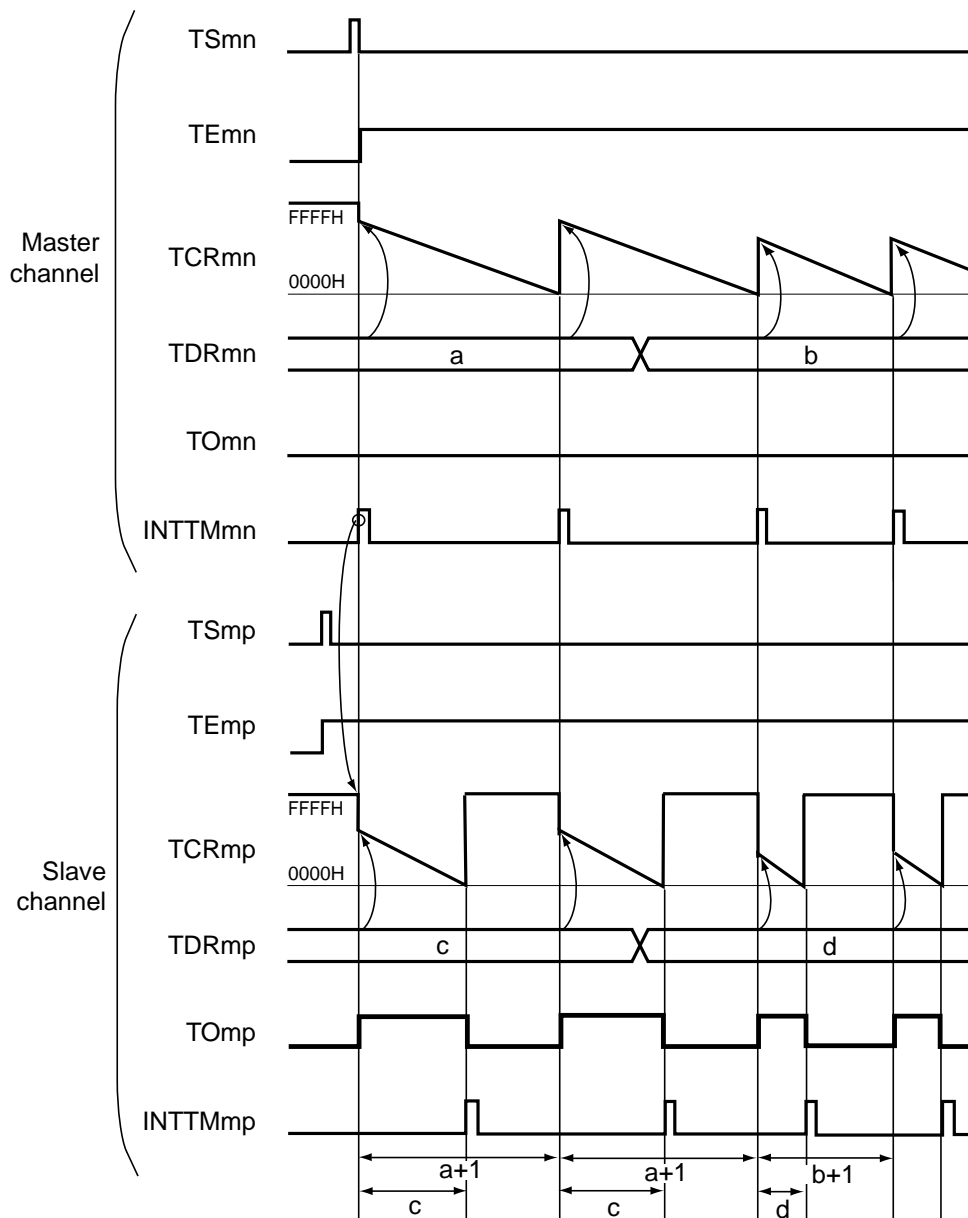 TSmn
TEmn
Master
channel
FFFFH
TCRmn
0000H
TDRmn
a
b
TOmn
INTTMmn
TSmp
TEmp
Slave
channel
FFFFH
TCRmp
0000H
TDRmp
c
d
TOmp
INTTMmp
a+1
a+1
b+1
c
c
d